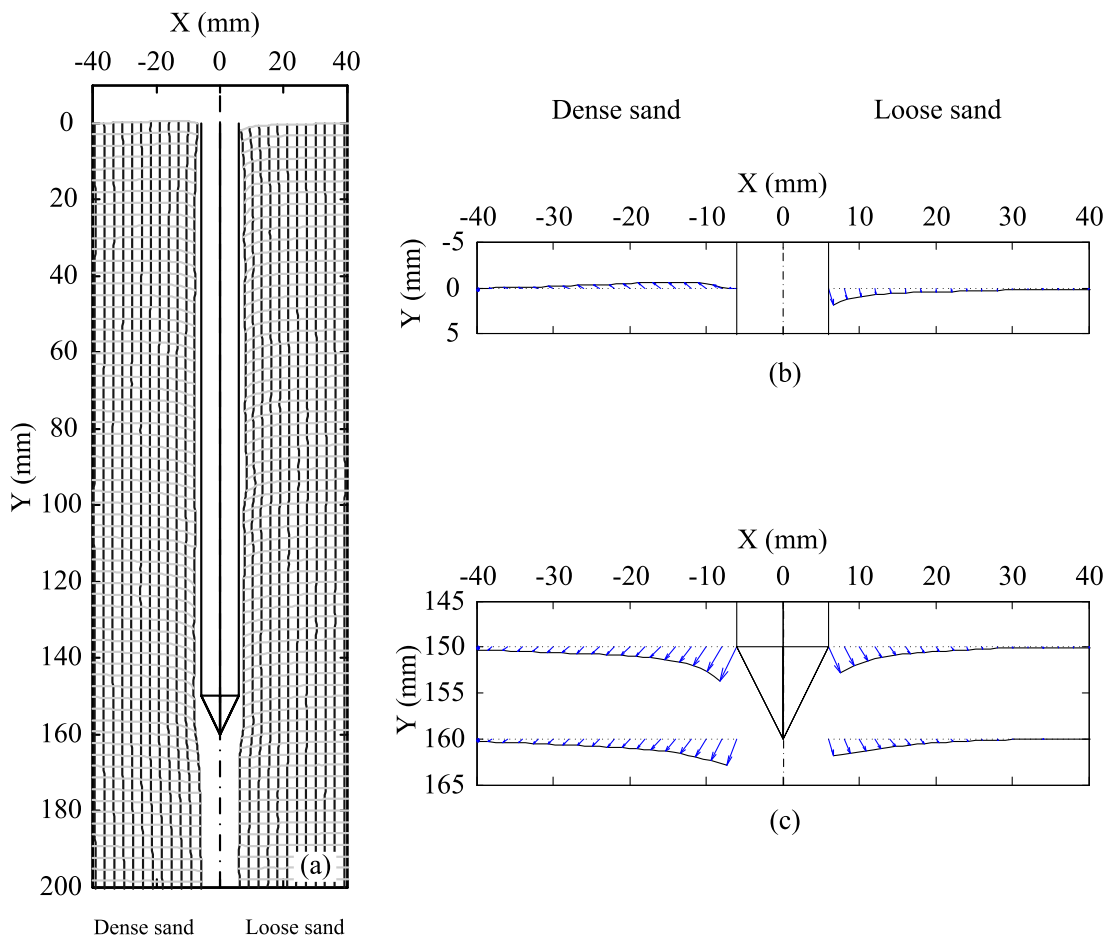 X (mm)
-40 -20 0 20 40
Y (mm)
0
20
40
60
80
100
120
140
160
180
200
(a)
Dense sand Loose sand
Dense sand Loose sand
X (mm)
-40 -30 -20 -10 0 10 20 30 40
Y (mm)
-5
0
5
(b)
X (mm)
-40 -30 -20 -10 0 10 20 30 40
Y (mm)
145
150
155
160
165
(c)